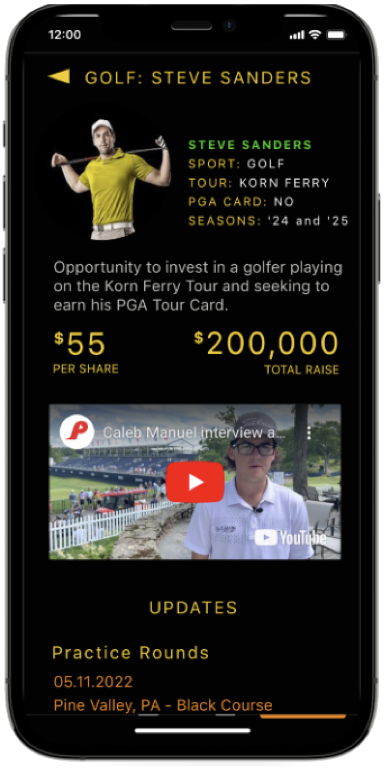 12:00
GOLF: STEVE SANDERS
STEVE SANDERS
SPORT: GOLF
TOUR: KORN FERRY
PGA CARD: NO
SEASONS: '24 and '25
Opportunity to invest in a golfer playing
on the Korn Ferry Tour and seeking to
earn his PGA Tour Card.
$55
PER SHARE
$200,000
TOTAL RAISE
Caleb Manuel interview a...
YouTube
UPDATES
Practice Rounds
05.11.2022
Pine Valley, PA - Black Course